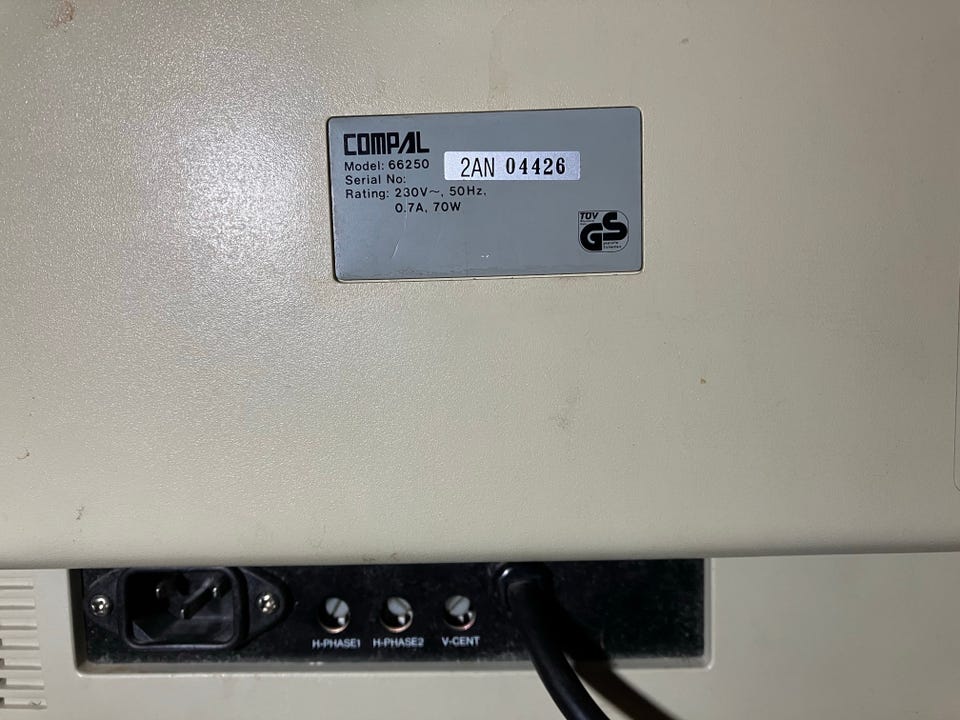 COMPAL
Model: 66250
Serial No: 2AN 04426
Rating: 230V~, 50Hz,
0.7A, 70W
TÜV
GS
H-PHASE1 H-PHASE2 V-CENT